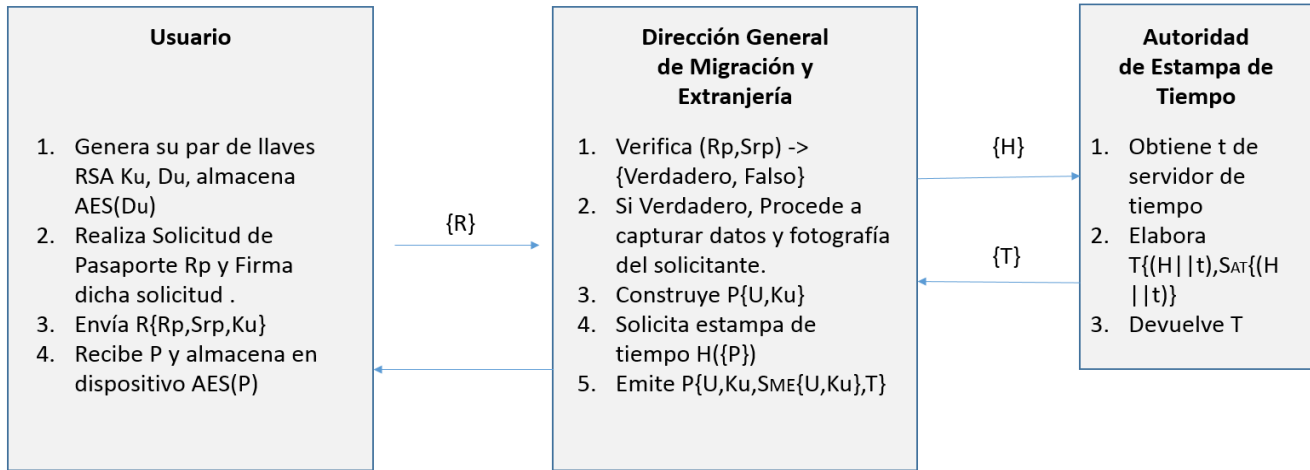 Usuario
1. Genera su par de llaves
RSA Ku, Du, almacena
AES(Du)
2. Realiza Solicitud de
Pasaporte Rp y Firma
dicha solicitud .
3. Envía R{Rp,Srp,Ku}
4. Recibe P y almacena en
dispositivo AES(P)
{R}
Dirección General
de Migración y
Extranjería
1. Verifica (Rp,Srp) ->
{Verdadero, Falso}
2. Si Verdadero, Procede a
capturar datos y fotografía
del solicitante.
3. Construye P{U,Ku}
4. Solicita estampa de
tiempo H({P})
5. Emite P{U,Ku,SME{U,Ku},T}
{H}
{T}
Autoridad
de Estampa de
Tiempo
1. Obtiene t de
servidor de
tiempo
2. Elabora
T{(H||t),SAT{(H
||t)}
3. Devuelve T